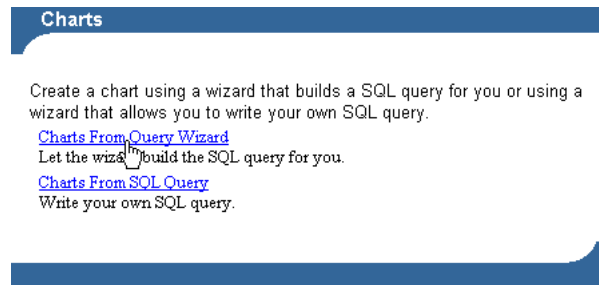 Charts
Create a chart using a wizard that builds a SQL query for you or using a
wizard that allows you to write your own SQL query.
Charts From Query Wizard
Let the build the SQL query for you.
Charts From SQL Query
Write your own SQL query.